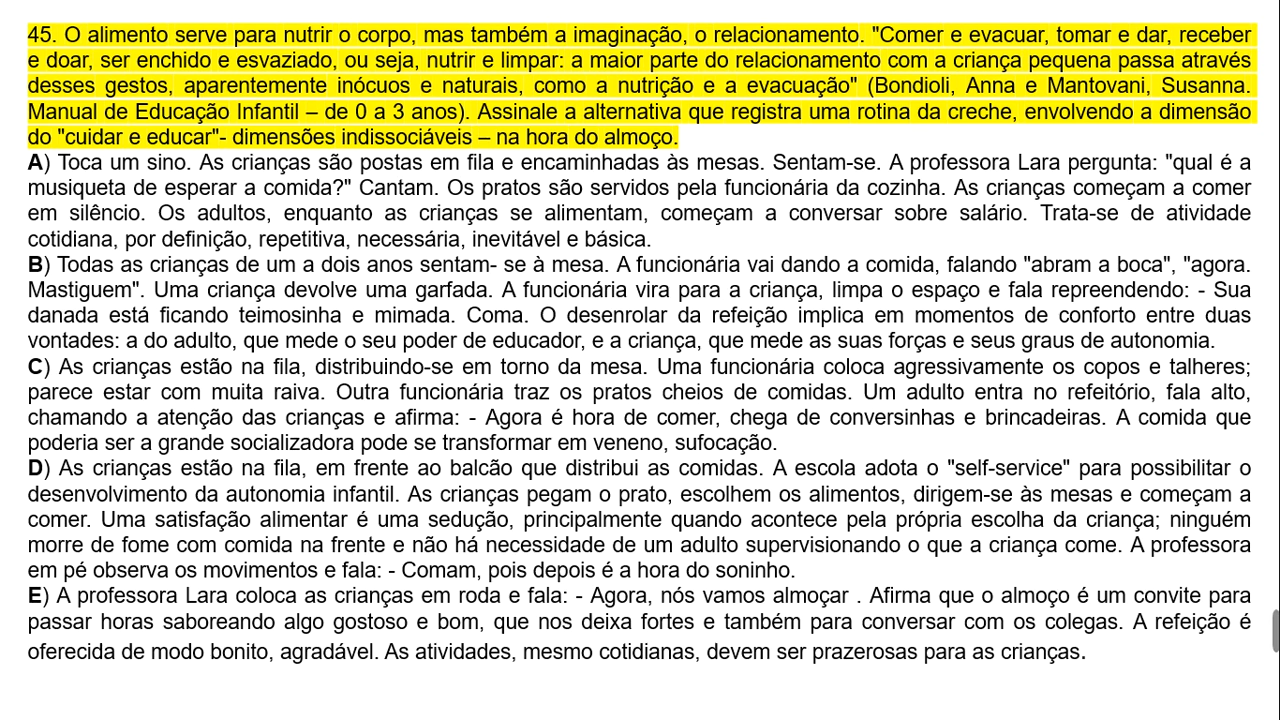 45. O alimento serve para nutrir o corpo, mas também a imaginação, o relacionamento. "Comer e evacuar, tomar e dar, receber
e doar, ser enchido e esvaziado, ou seja, nutrir e limpar: a maior parte do relacionamento com a criança pequena passa através
desses gestos, aparentemente inócuos e naturais, como a nutrição e a evacuação" (Bondioli, Anna e Mantovani, Susanna.
Manual de Educação Infantil – de 0 a 3 anos). Assinale a alternativa que registra uma rotina da creche, envolvendo a dimensão
do "cuidar e educar"- dimensões indissociáveis – na hora do almoço.
A) Toca um sino. As crianças são postas em fila e encaminhadas às mesas. Sentam-se. A professora Lara pergunta: "qual é a
musiqueta de esperar a comida?" Cantam. Os pratos são servidos pela funcionária da cozinha. As crianças começam a comer
em silêncio. Os adultos, enquanto as crianças se alimentam, começam a conversar sobre salário. Trata-se de atividade
cotidiana, por definição, repetitiva, necessária, inevitável e básica.
B) Todas as crianças de um a dois anos sentam- se à mesa. A funcionária vai dando a comida, falando "abram a boca", "agora.
Mastiguem". Uma criança devolve uma garfada. A funcionária vira para a criança, limpa o espaço e fala repreendendo: - Sua
danada está ficando teimosinha e mimada. Coma. O desenrolar da refeição implica em momentos de conforto entre duas
vontades: a do adulto, que mede o seu poder de educador, e a criança, que mede as suas forças e seus graus de autonomia.
C) As crianças estão na fila, distribuindo-se em torno da mesa. Uma funcionária coloca agressivamente os copos e talheres;
parece estar com muita raiva. Outra funcionária traz os pratos cheios de comidas. Um adulto entra no refeitório, fala alto,
chamando a atenção das crianças e afirma: - Agora é hora de comer, chega de conversinhas e brincadeiras. A comida que
poderia ser a grande socializadora pode se transformar em veneno, sufocação.
D) As crianças estão na fila, em frente ao balcão que distribui as comidas. A escola adota o "self-service" para possibilitar o
desenvolvimento da autonomia infantil. As crianças pegam o prato, escolhem os alimentos, dirigem-se às mesas e começam a
comer. Uma satisfação alimentar é uma sedução, principalmente quando acontece pela própria escolha da criança; ninguém
morre de fome com comida na frente e não há necessidade de um adulto supervisionando o que a criança come. A professora
em pé observa os movimentos e fala: - Comam, pois depois é a hora do soninho.
E) A professora Lara coloca as crianças em roda e fala: - Agora, nós vamos almoçar . Afirma que o almoço é um convite para
passar horas saboreando algo gostoso e bom, que nos deixa fortes e também para conversar com os colegas. A refeição é
oferecida de modo bonito, agradável. As atividades, mesmo cotidianas, devem ser prazerosas para as crianças.